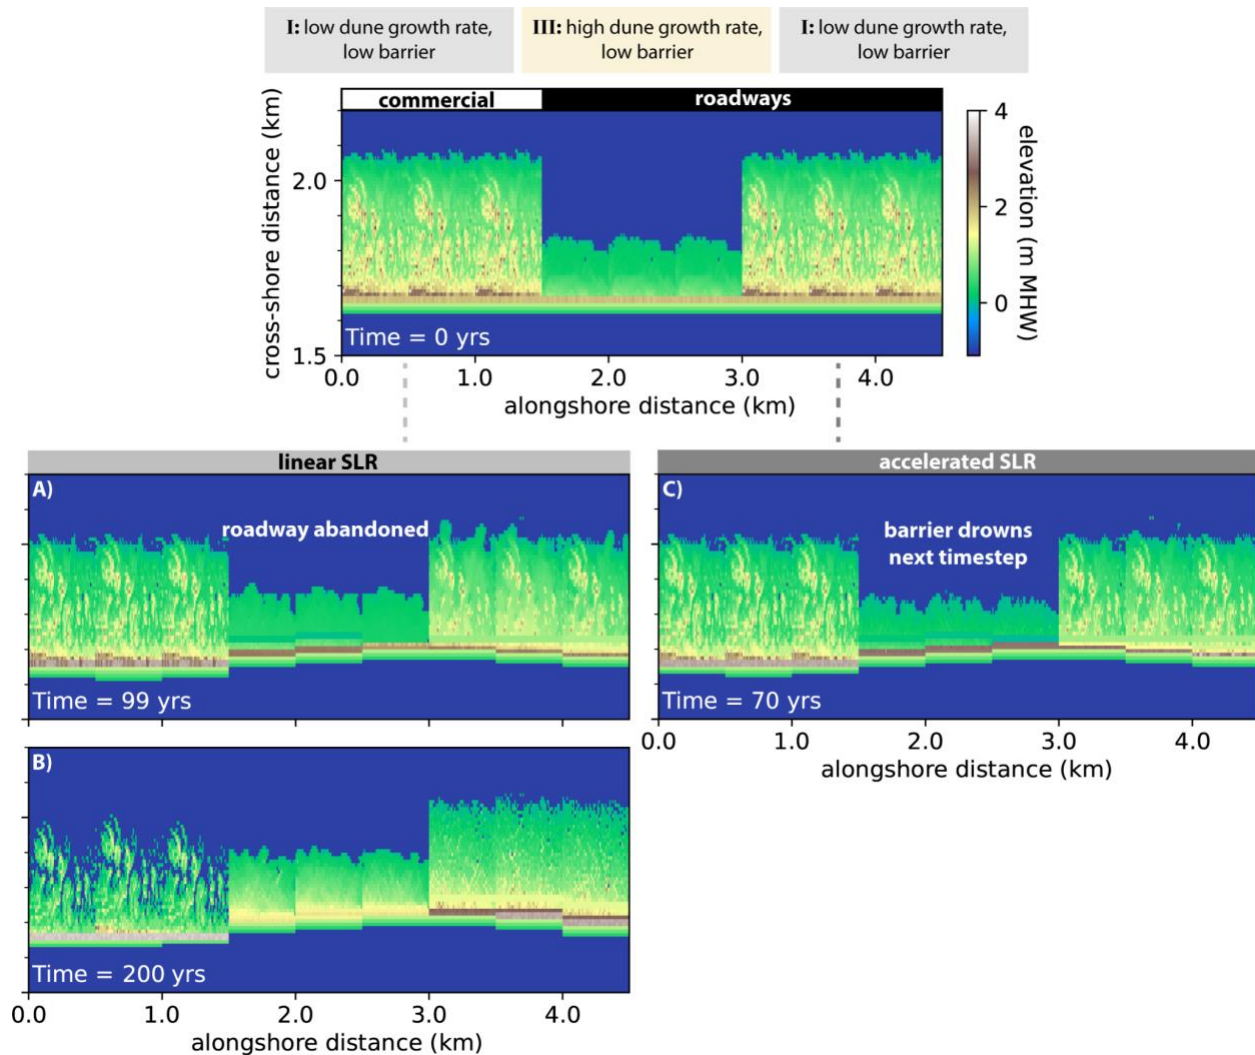 I: low dune growth rate,
low barrier
III: high dune growth rate,
low barrier
I: low dune growth rate,
low barrier
commercial
roadways
cross-shore distance (km)
2.0
1.5
Time = 0 yrs
0.0
1.0
2.0
3.0
4.0
alongshore distance (km)
4
2
0
elevation (m MHW)
linear SLR
A)
roadway abandoned
Time = 99 yrs
accelerated SLR
C)
barrier drowns
next timestep
Time = 70 yrs
0.0
1.0
2.0
3.0
4.0
alongshore distance (km)
B)
Time = 200 yrs
0.0
1.0
2.0
3.0
4.0
alongshore distance (km)